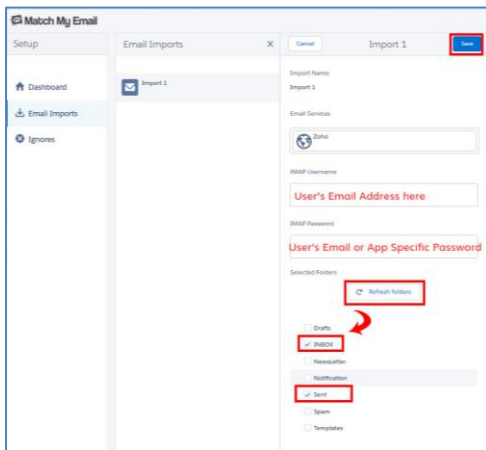 Match My Email
Setup
Email Imports
Cancel
Import 1
Save
Dashboard
Email Imports
Ignores
Import 1
Import Name
Import 1
Email Services
Zoho
IMAP Username
User's Email Address here
IMAP Password
User's Email or App Specific Password
Selected Folders
Refresh folders
Drafts
INBOX
NewsLetter
Notification
Sent
Spam
Templates